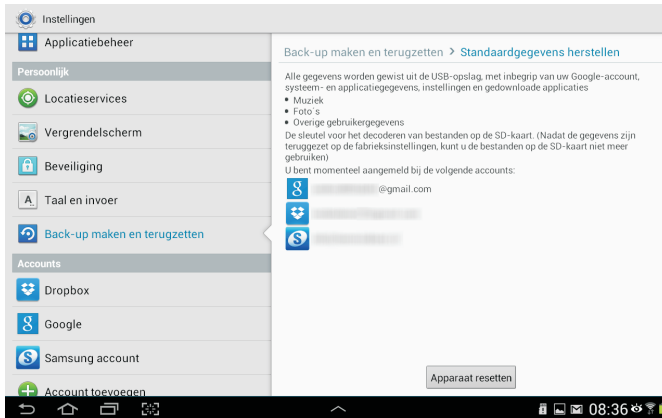 Instellingen
Applicatiebeheer
Persoonlijk
Locatieservices
Vergrendelscherm
Beveiliging
A
Taal en invoer
Back-up maken en terugzetten
Accounts
Dropbox
8
Google
S
Samsung account
Account toevoegen
Back-up maken en terugzetten > Standaardgegevens herstellen
Alle gegevens worden gewist uit de USB-opslag, met inbegrip van uw Google-account,
systeem- en applicatiegegevens, instellingen en gedownloade applicaties
• Muziek
• Foto`s
• Overige gebruikergegevens
De sleutel voor het decoderen van bestanden op de SD-kaart. (Nadat de gegevens zijn
teruggezet op de fabrieksinstellingen, kunt u de bestanden op de SD-kaart niet meer
gebruiken)
U bent momenteel aangemeld bij de volgende accounts:
8 @gmail.com
S
Apparaat resetten
08:36